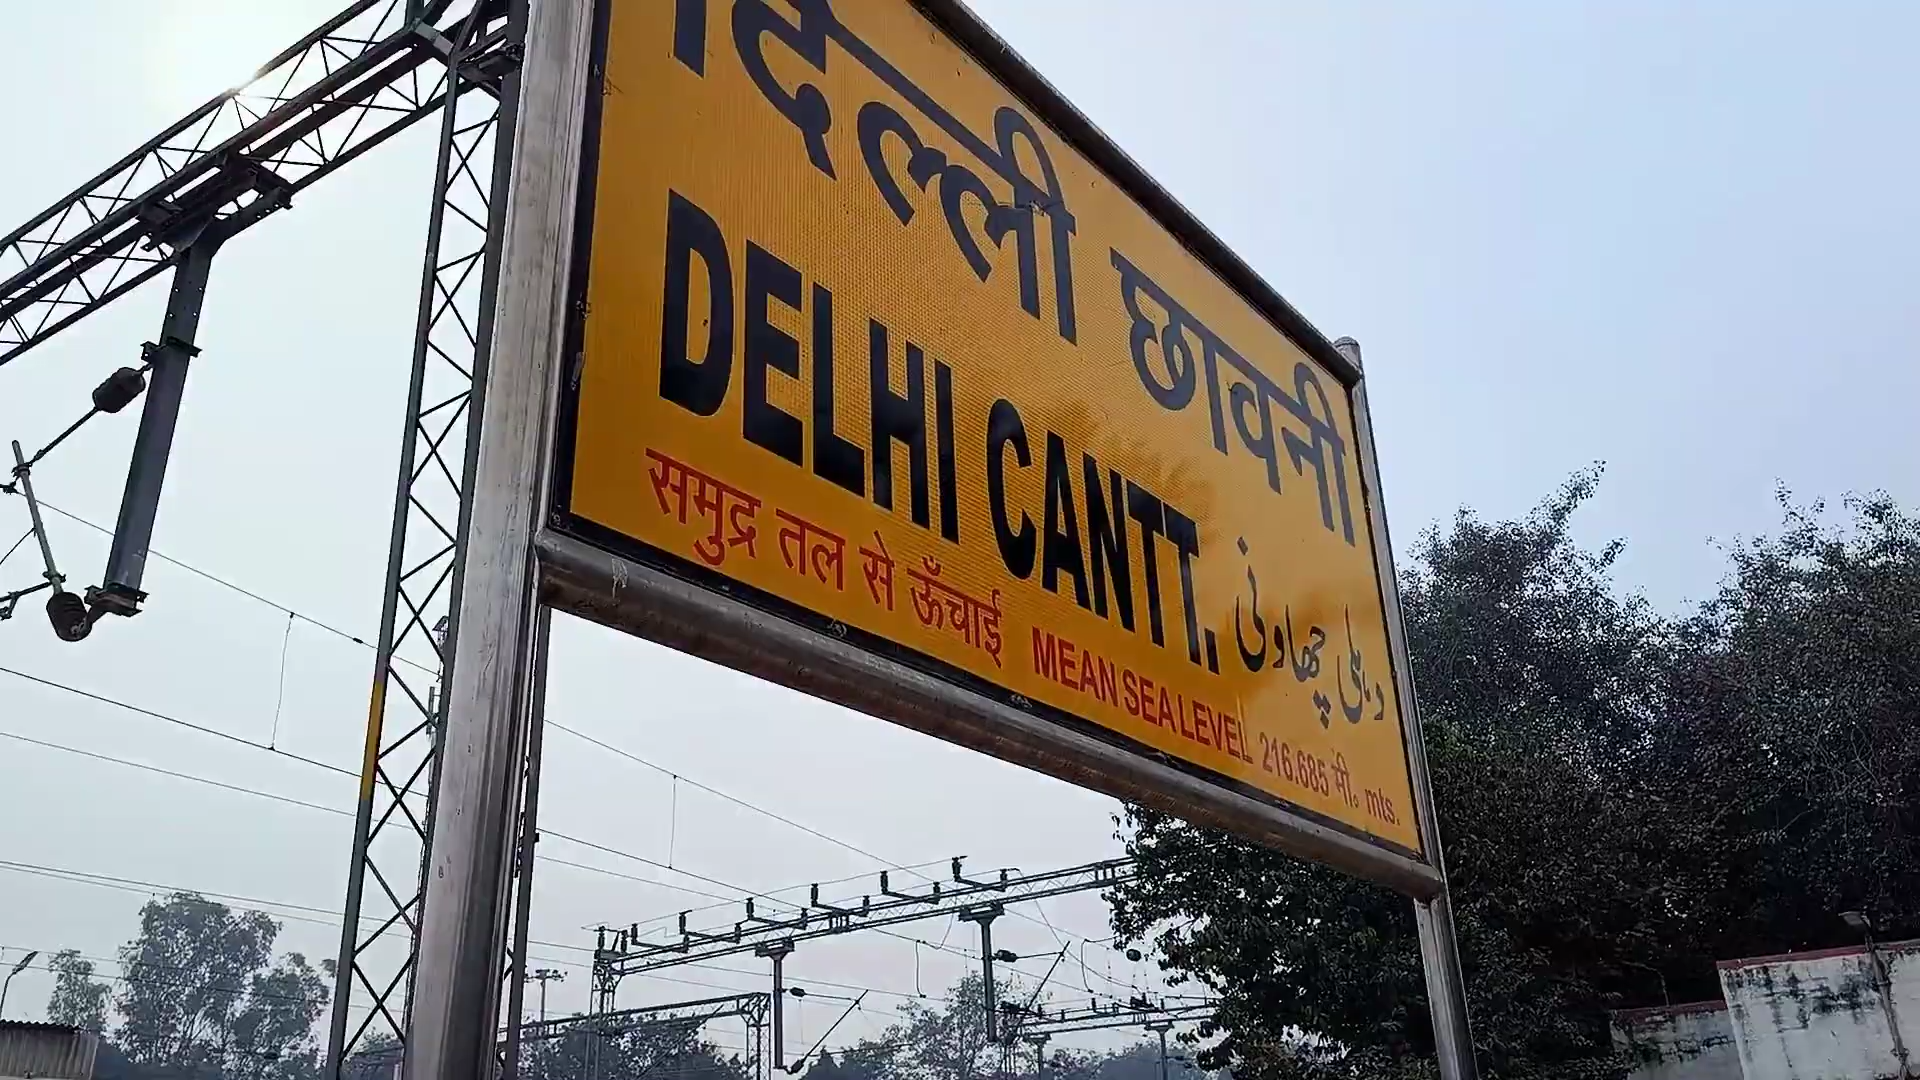 दिल्ली छावनी
DELHI CANTT.
دہلی چھاونی
समुद्र तल से ऊँचाई MEAN SEA LEVEL 216.685 मी॰ mts.